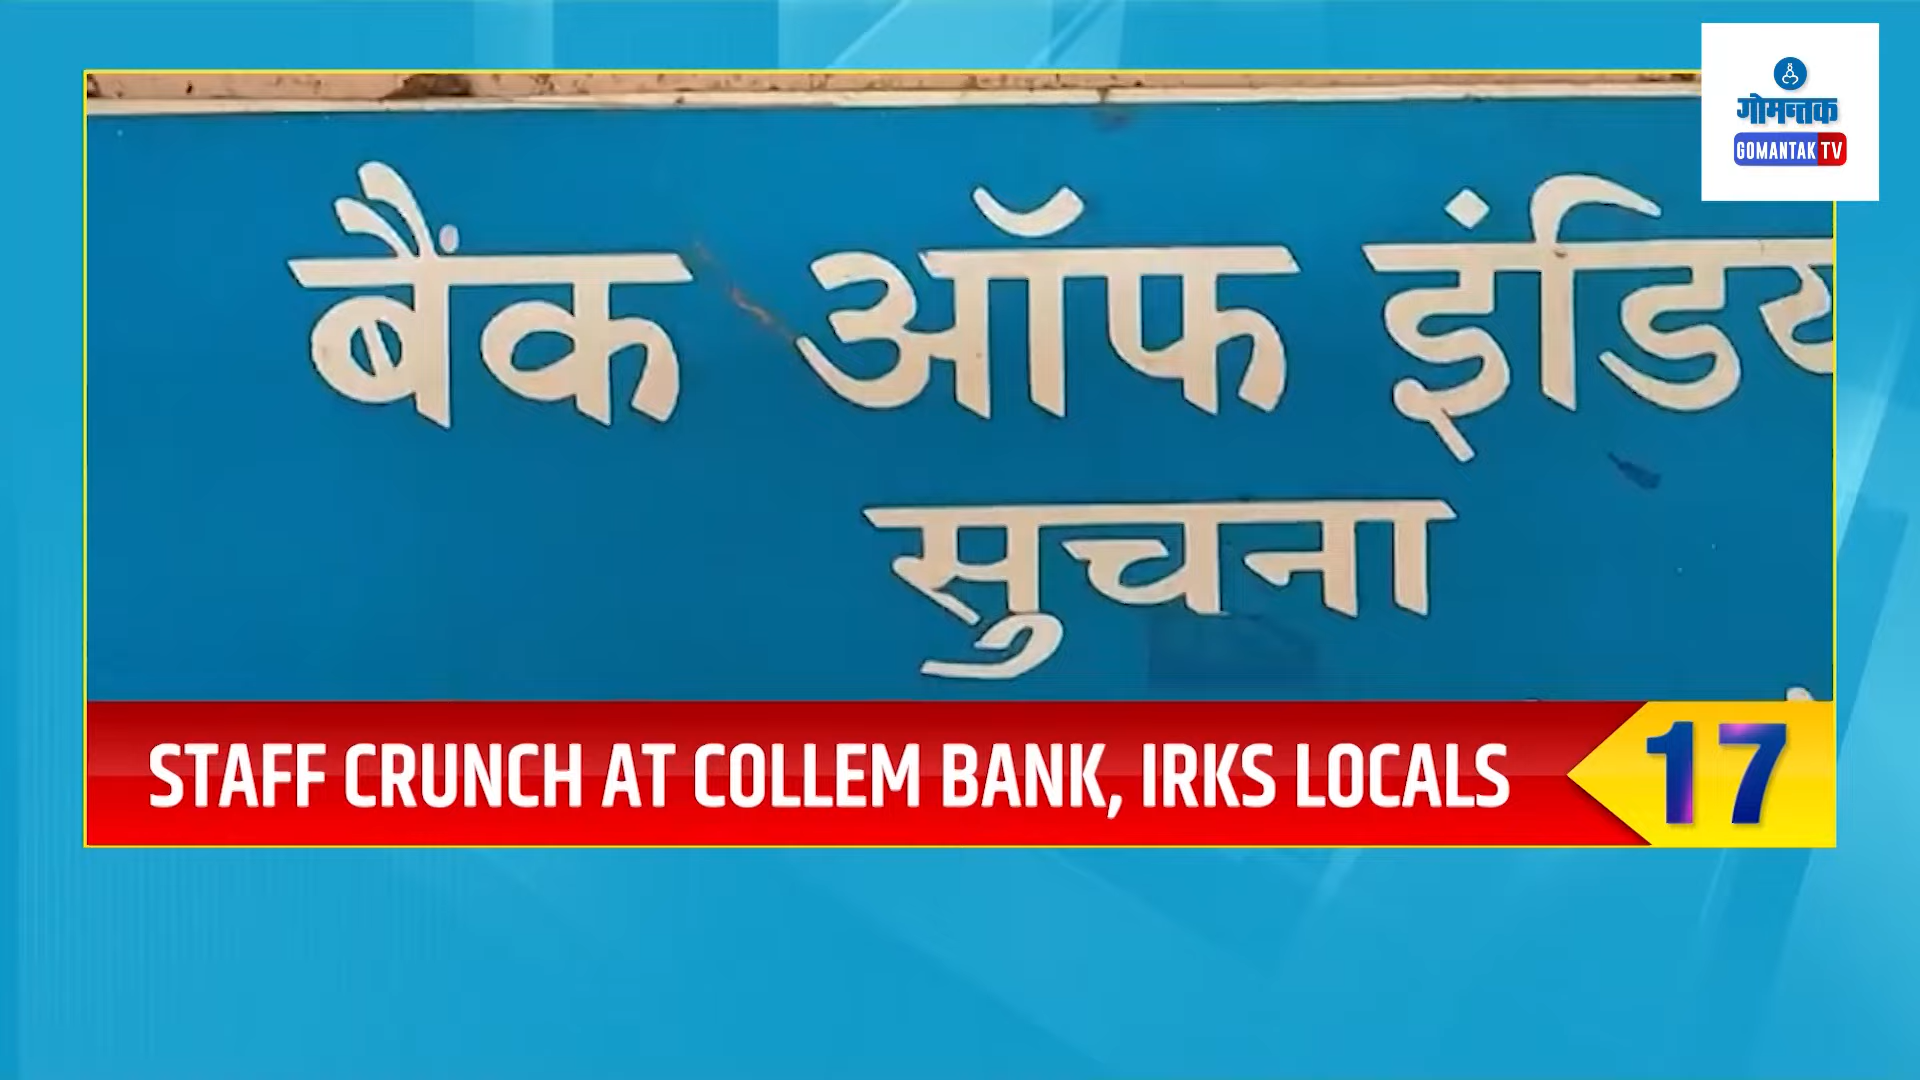 गोमन्तक
GOMANTAK TV
बैंक ऑफ इंडिय
सुचना
STAFF CRUNCH AT COLLEM BANK, IRKS LOCALS
17